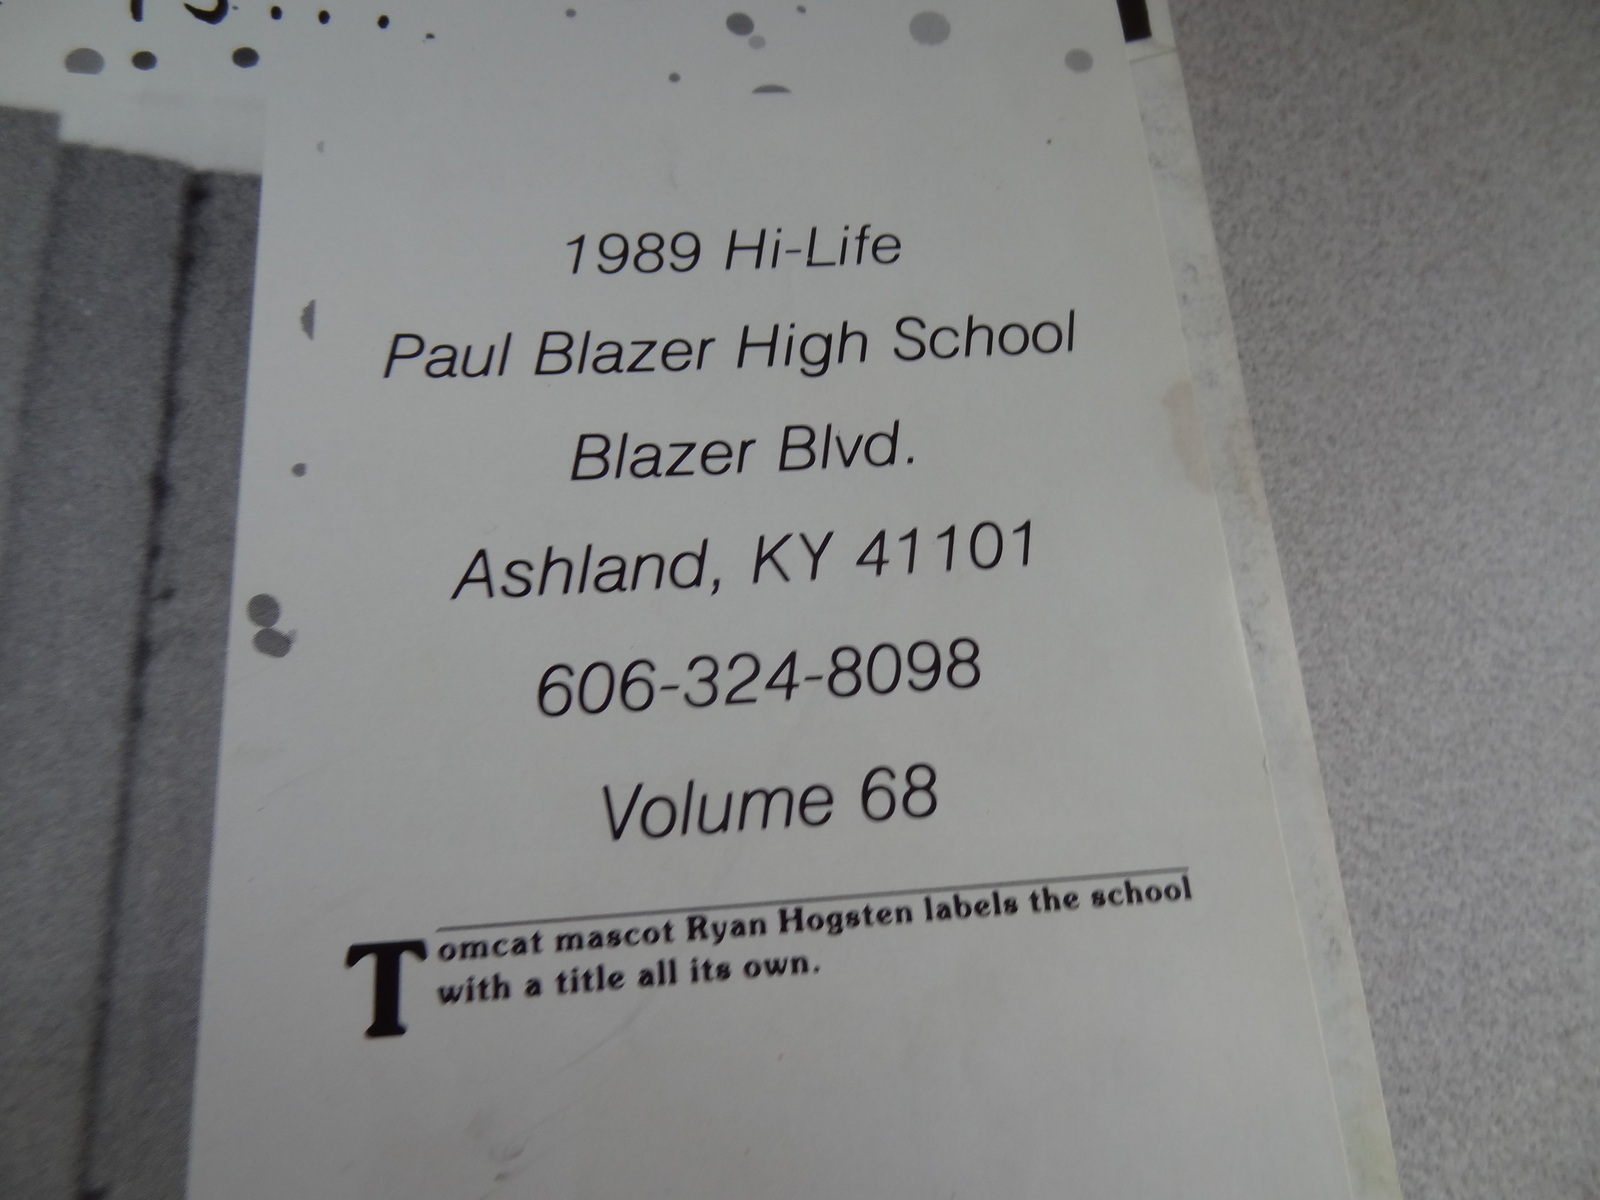 1989 Hi-Life
Paul Blazer High School
Blazer Blvd.
Ashland, KY 41101
606-324-8098
Volume 68
Tomcat mascot Ryan Hogsten labels the school
with a title all its own.